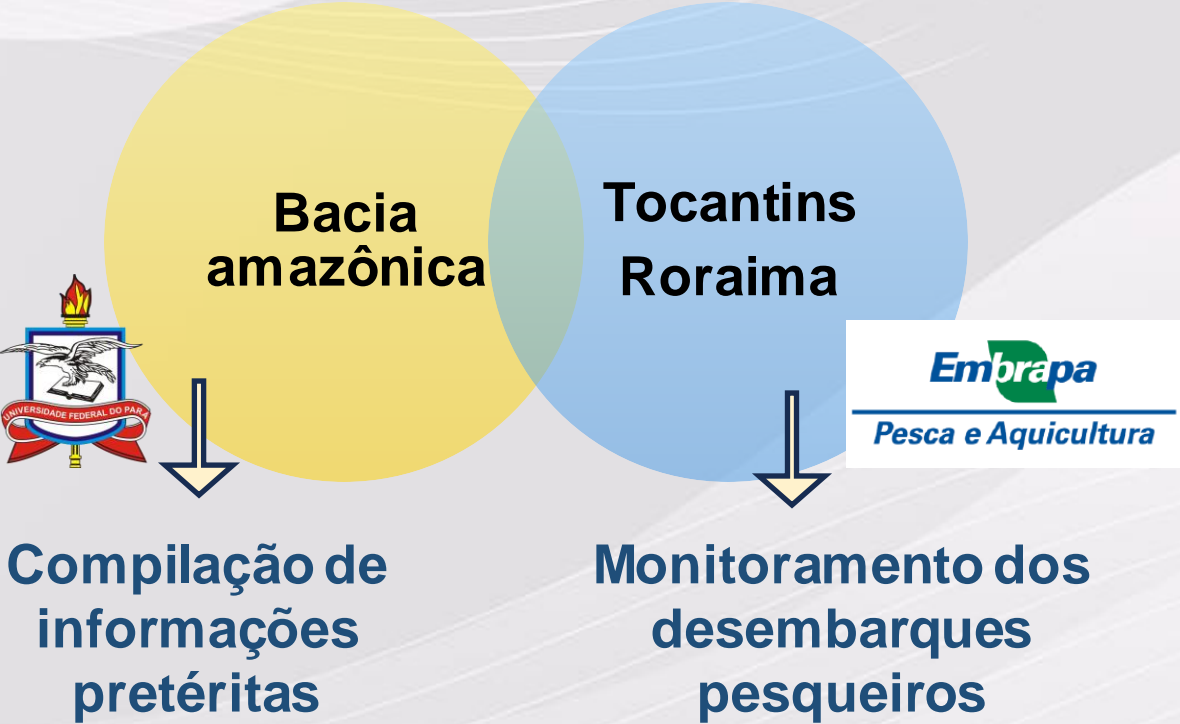 Bacia
amazônica
Tocantins
Roraima
UNIVERSIDADE FEDERAL DO PARÁ
Embrapa
Pesca e Aquicultura
Compilação de
informações
pretéritas
Monitoramento dos
desembarques
pesqueiros